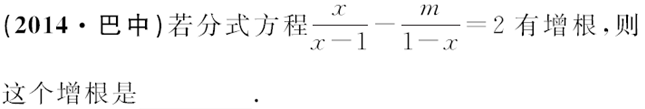 (2014·巴中)若分式方程 x/(x−1) − m/(1−x) = 2 有增根,则
这个增根是________.